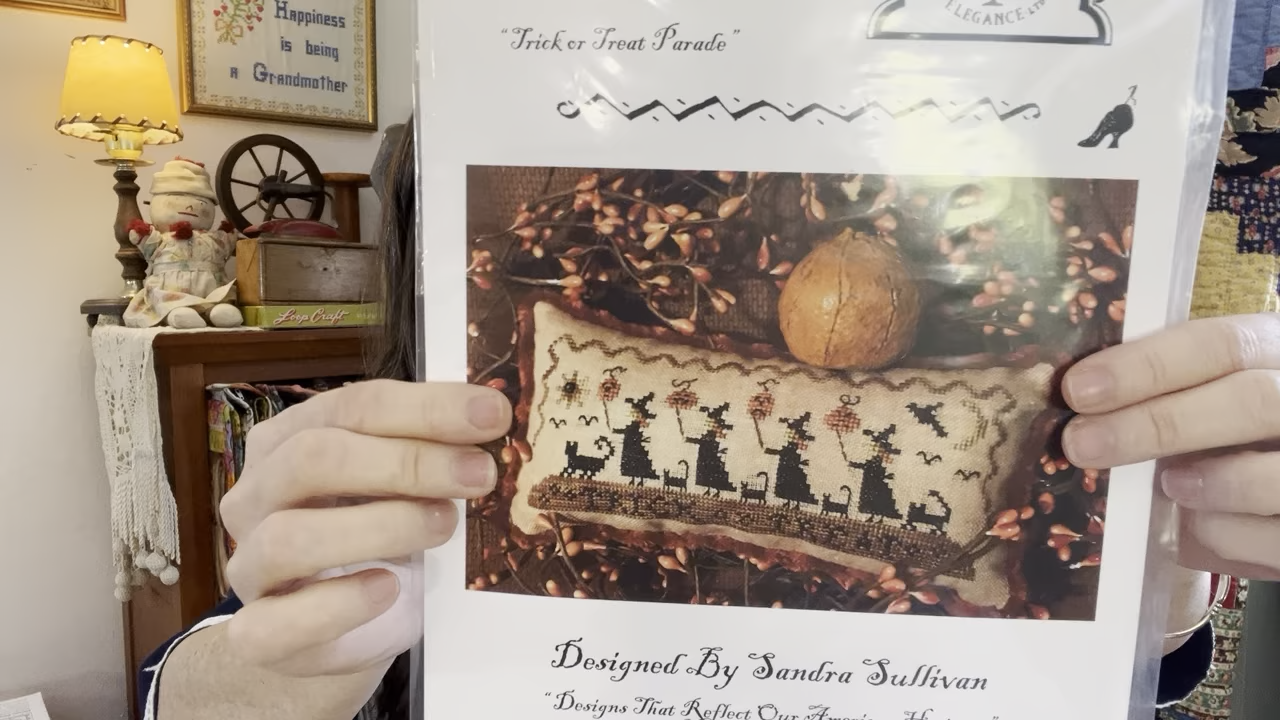 Happiness
is being
a Grandmother
ELEGANCE LTD
"Trick or Treat Parade"
Loop Craft
Designed By Sandra Sullivan
"Designs That Reflect Our